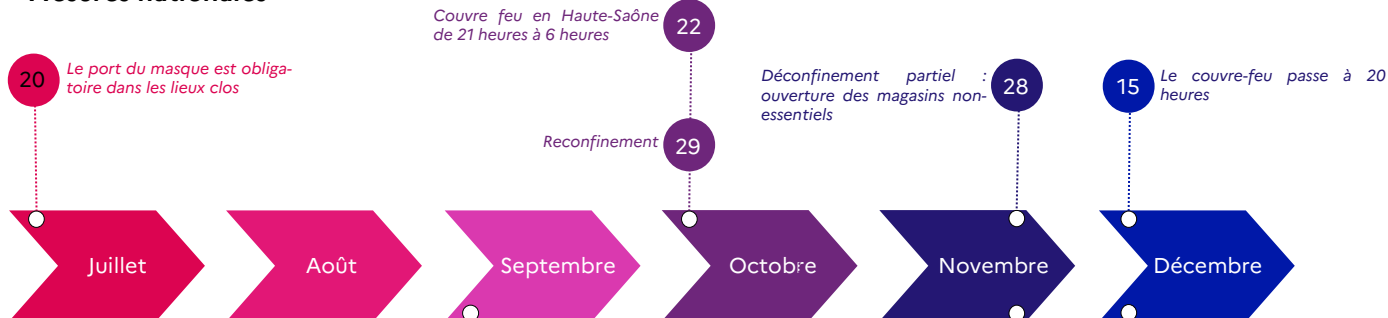 Mesures nationales
Couvre feu en Haute-Saône
de 21 heures à 6 heures
22
20
Le port du masque est obliga-
toire dans les lieux clos
Déconfinement partiel :
ouverture des magasins non-
essentiels
28
15
Le couvre-feu passe à 20
heures
Reconfinement
29
Juillet
Août
Septembre
Octobre
Novembre
Décembre